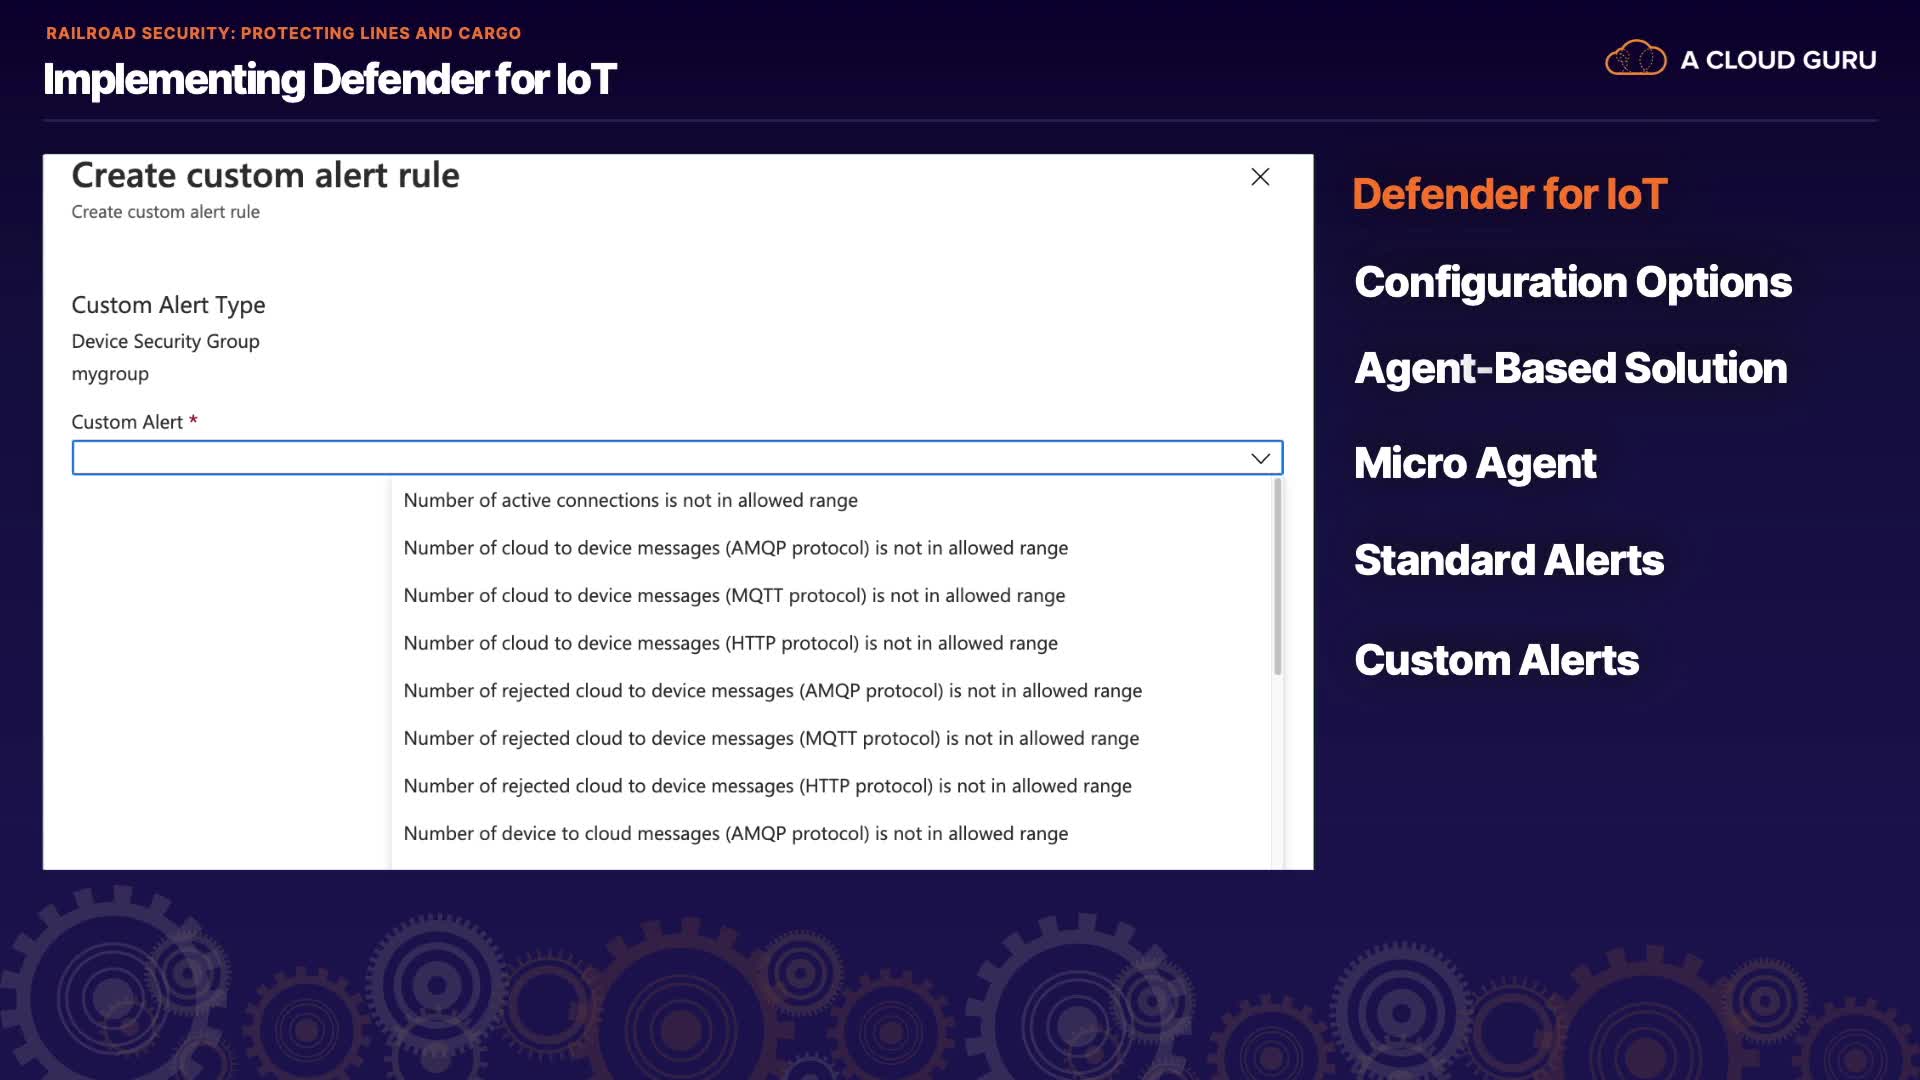 RAILROAD SECURITY: PROTECTING LINES AND CARGO
Implementing Defender for IoT
A CLOUD GURU
Create custom alert rule
Create custom alert rule
Custom Alert Type
Device Security Group
mygroup
Custom Alert *
Number of active connections is not in allowed range
Number of cloud to device messages (AMQP protocol) is not in allowed range
Number of cloud to device messages (MQTT protocol) is not in allowed range
Number of cloud to device messages (HTTP protocol) is not in allowed range
Number of rejected cloud to device messages (AMQP protocol) is not in allowed range
Number of rejected cloud to device messages (MQTT protocol) is not in allowed range
Number of rejected cloud to device messages (HTTP protocol) is not in allowed range
Number of device to cloud messages (AMQP protocol) is not in allowed range
Defender for IoT
Configuration Options
Agent-Based Solution
Micro Agent
Standard Alerts
Custom Alerts